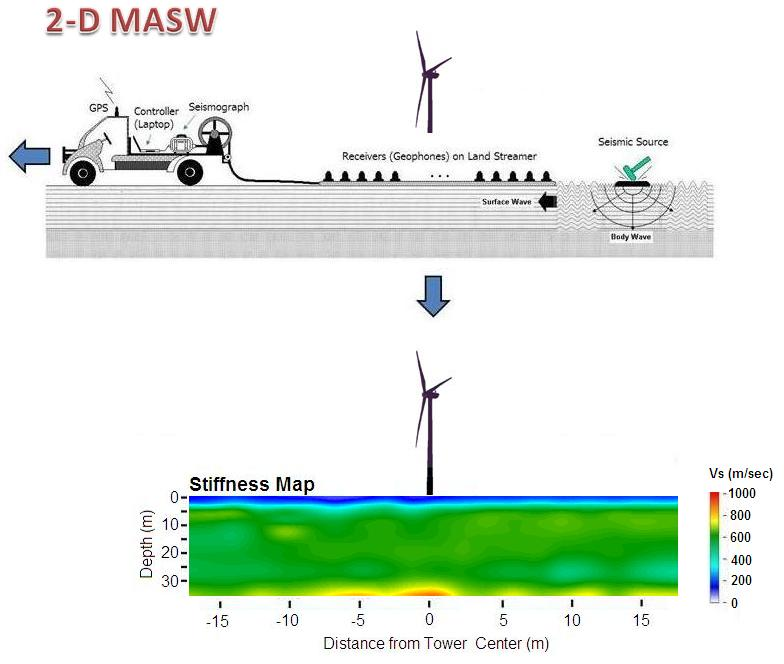 2-D MASW
GPS
Controller
(Laptop)
Seismograph
Receivers (Geophones) on Land Streamer
. . .
Seismic Source
Surface Wave
Body Wave
Stiffness Map
Vs (m/sec)
1000
800
600
400
200
0
Depth (m)
0
10
20
30
-15
-10
-5
0
5
10
15
Distance from Tower Center (m)